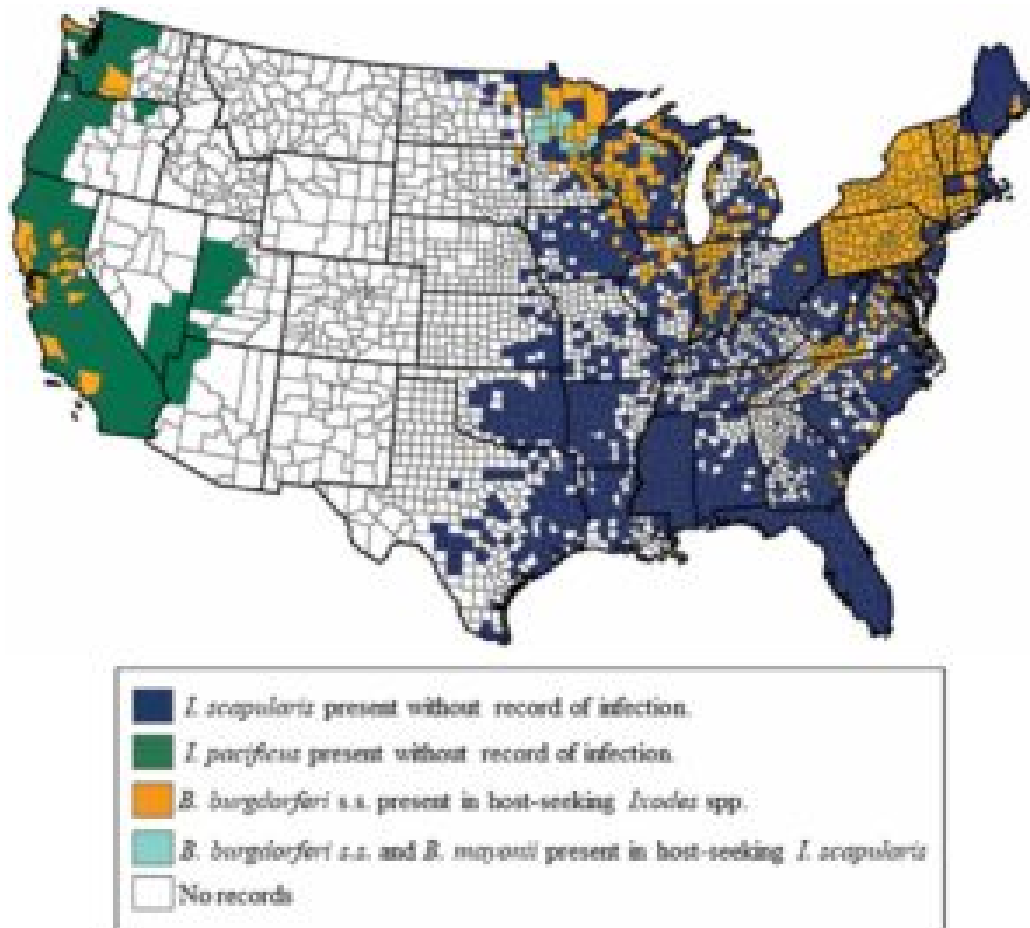 I. scapularis present without record of infection.
I. pacificus present without record of infection.
B. burgdorferi s.s. present in host-seeking Ixodes spp.
B. burgdorferi s.s. and B. mayonii present in host-seeking I. scapularis
No records